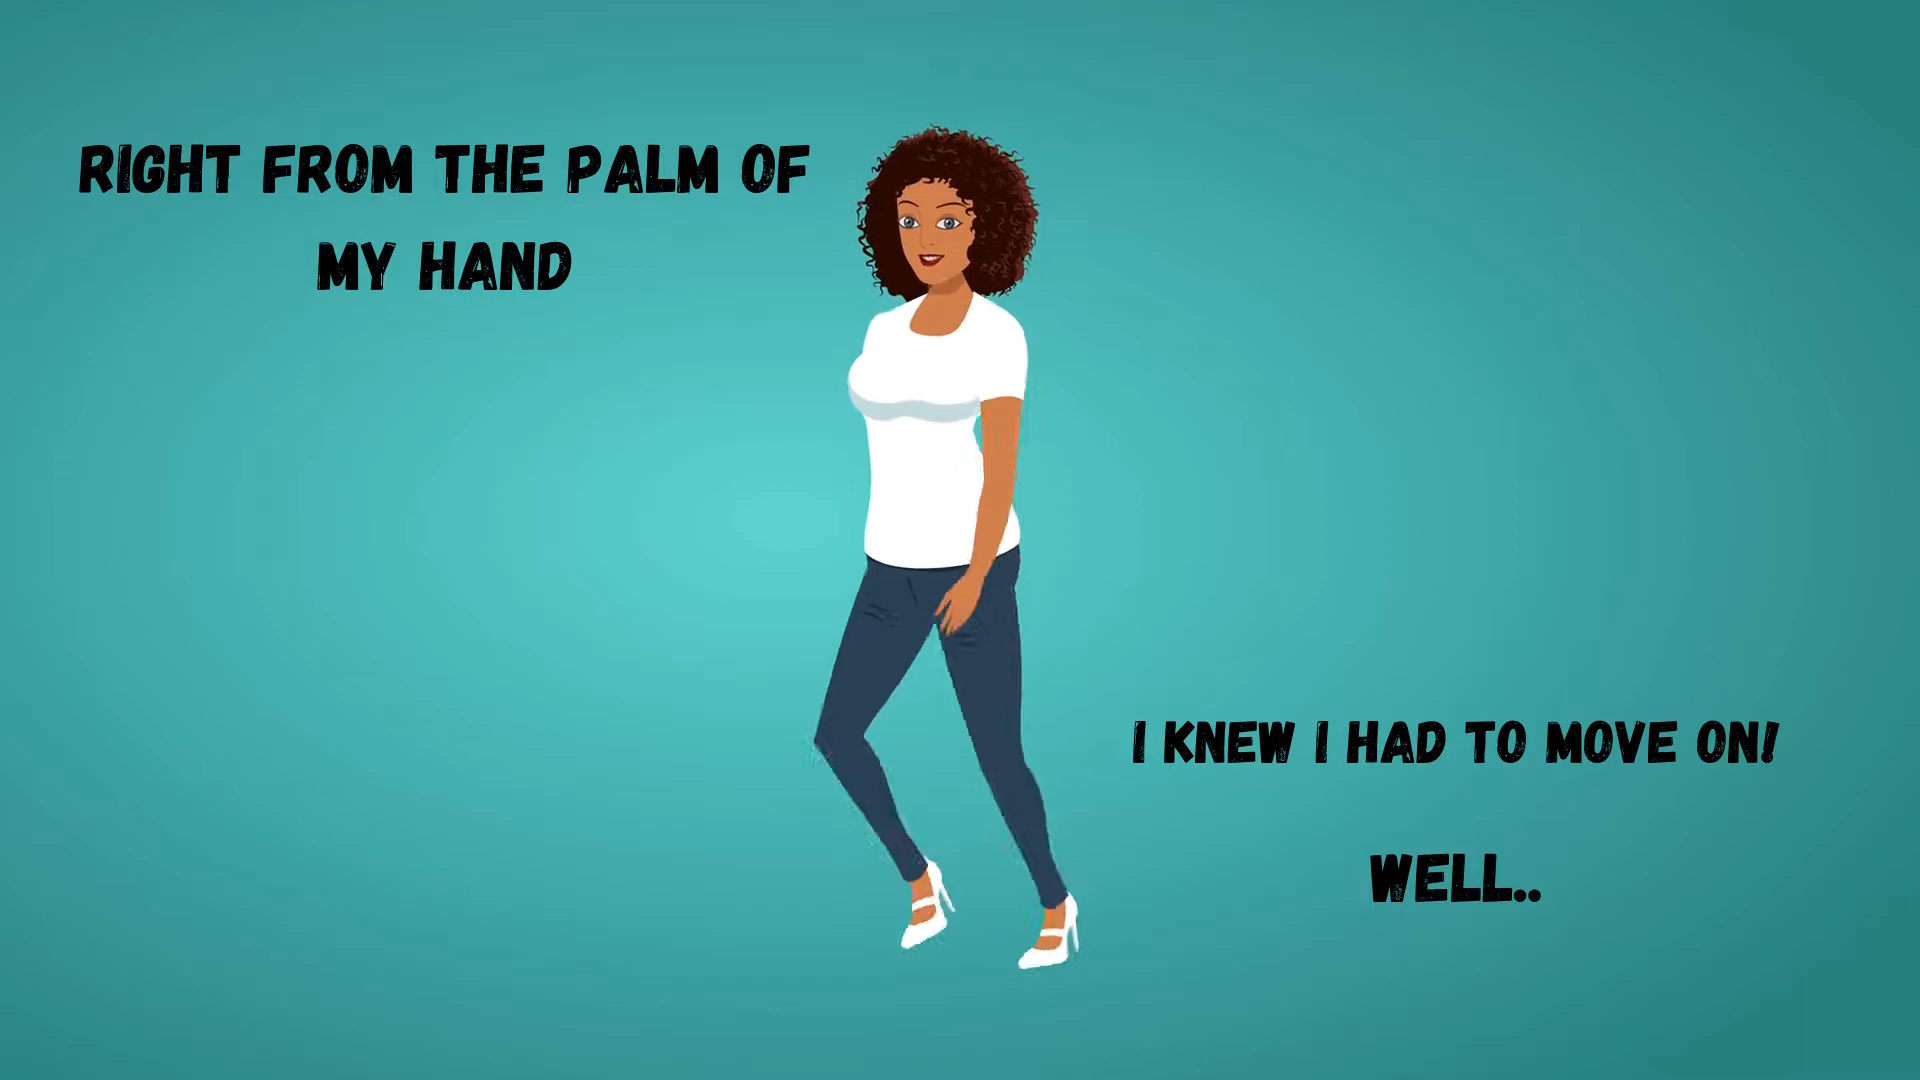 RIGHT FROM THE PALM OF
MY HAND
I KNEW I HAD TO MOVE ON!
WELL..